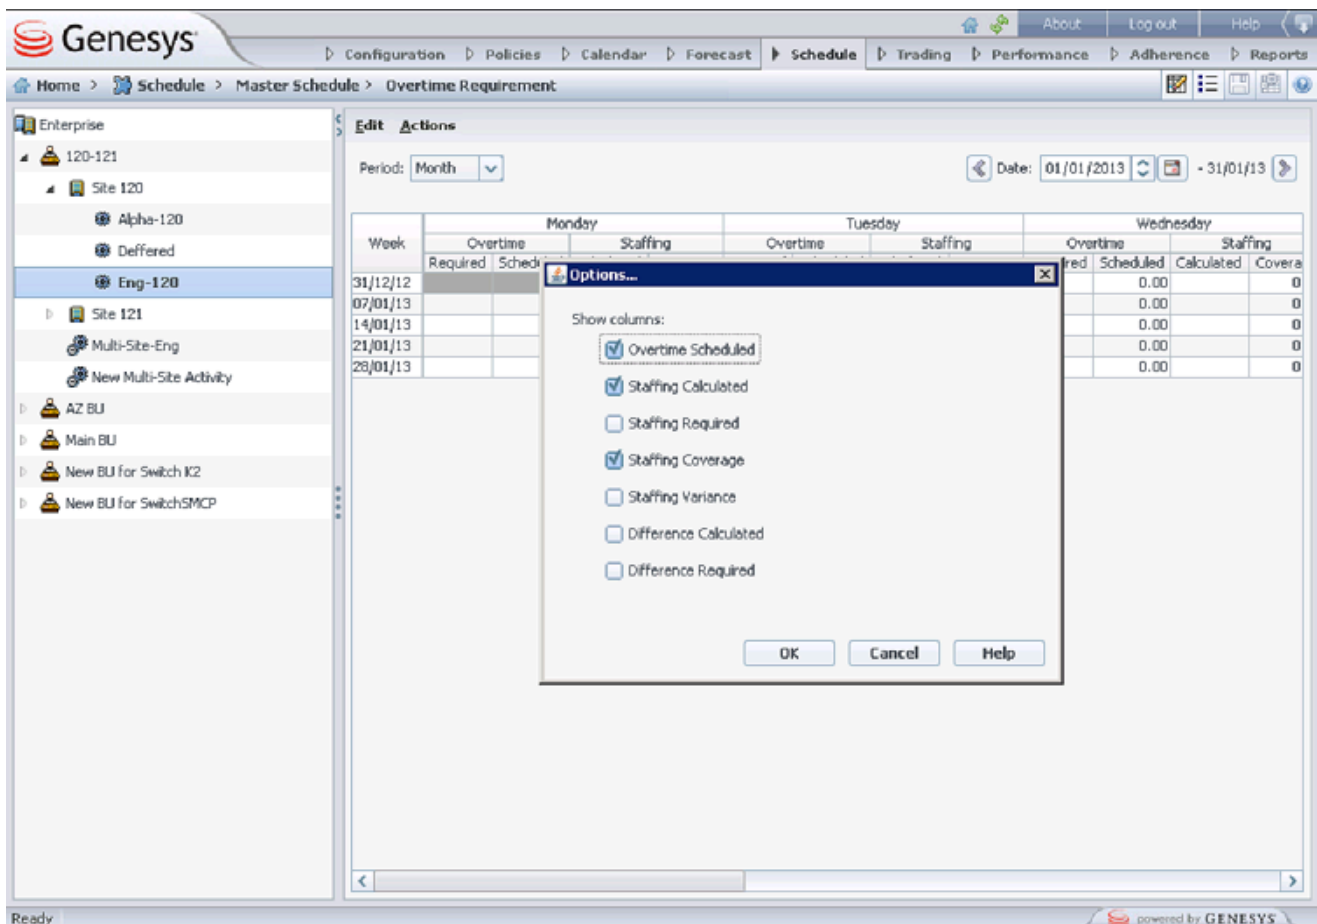 Genesys
About Log out Help
Configuration Policies Calendar Forecast Schedule Trading Performance Adherence Reports
Home > Schedule > Master Schedule > Overtime Requirement
Enterprise
120-121
Site 120
Alpha-120
Deffered
Eng-120
Site 121
Multi-Site-Eng
New Multi-Site Activity
AZ BU
Main BU
New BU for Switch K2
New BU for SwitchSMCP
Edit Actions
Period: Month
Date: 01/01/2013 - 31/01/13
Week Monday Tuesday Wednesday
Overtime Staffing Overtime Staffing Overtime Staffing
Required Scheduled Calculated Covera
31/12/12 0.00 0
07/01/13 0.00 0
14/01/13 0.00 0
21/01/13 0.00 0
28/01/13 0.00 0
Options...
Show columns:
Overtime Scheduled
Staffing Calculated
Staffing Required
Staffing Coverage
Staffing Variance
Difference Calculated
Difference Required
OK Cancel Help
Ready
powered by GENESYS